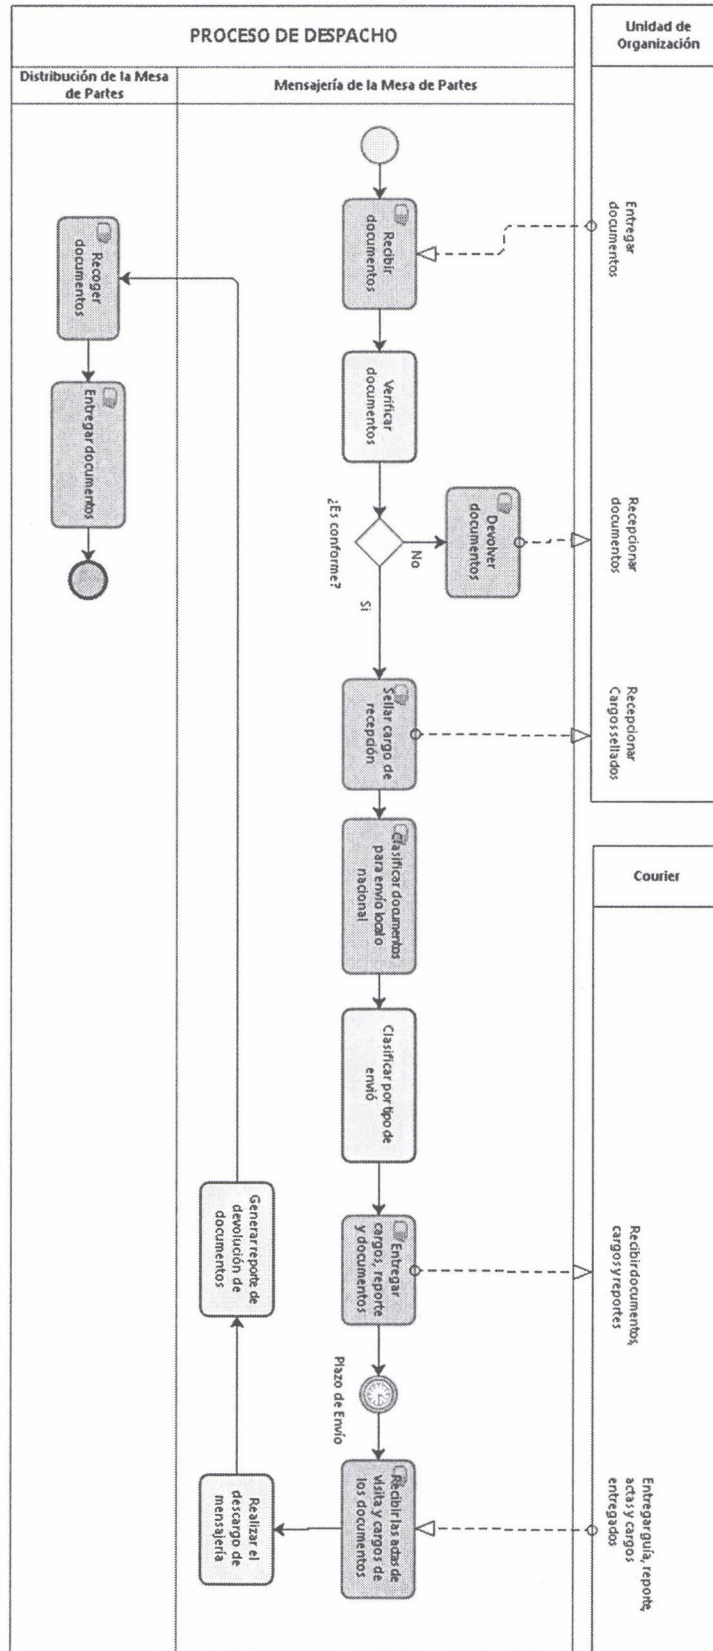 PROCESO DE DESPACHO
Distribución de la Mesa
de Partes
Mensajería de la Mesa de Partes
Unidad de
Organización
Courier
Entregar
documentos
Recepcionar
documentos
Recepcionar
Cargos sellados
Recibir documentos,
cargos y reportes
Entregar guía, reporte,
actas y cargos
entregados
Recibir
documentos
Verificar
documentos
¿Es conforme?
No
Si
Devolver
documentos
Sellar cargo de
recepción
Clasificar documentos
para envío local o
nacional
Clasificar por tipo de
envió
Entregar
cargos, reporte
y documentos
Plazo de Envío
Recibir las actas de
visita y cargos de
los documentos
Realizar el
descargo de
mensajería
Generar reporte de
devolución de
documentos
Recoger
documentos
Entregar documentos